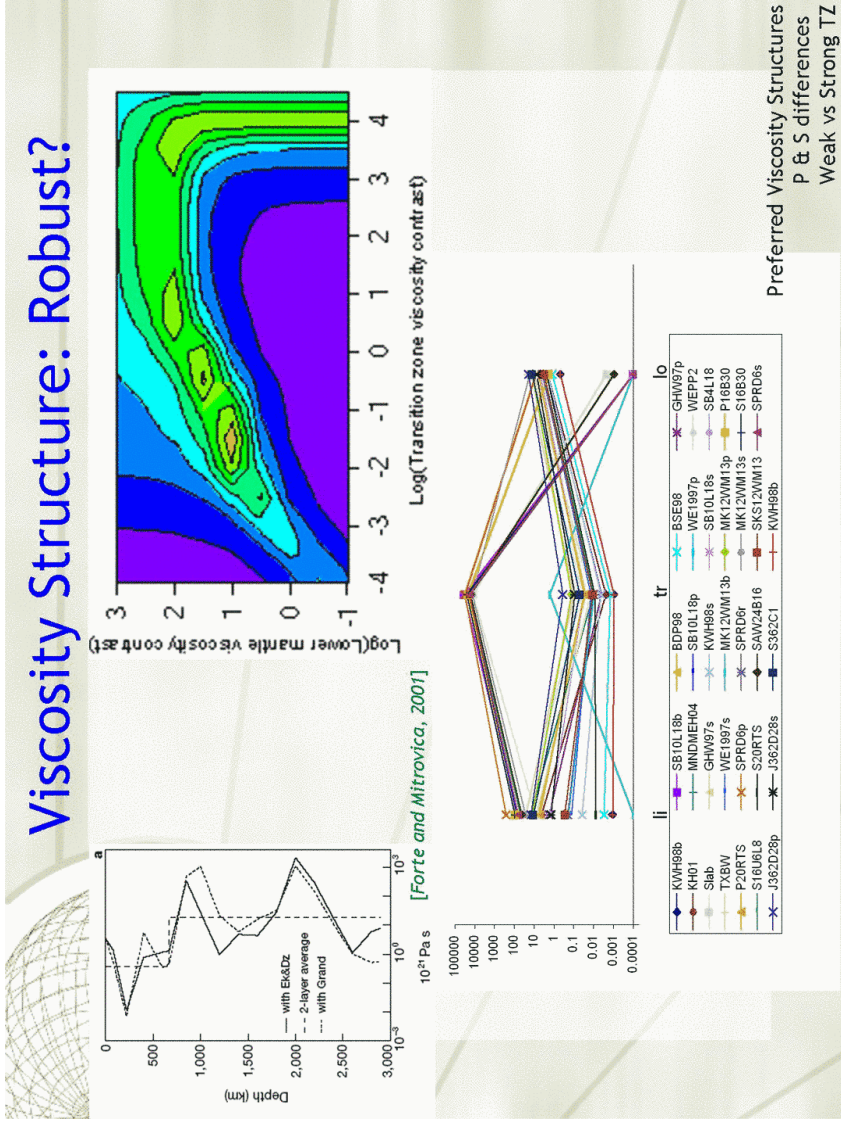 Viscosity Structure: Robust?
a
0
500
1,000
1,500
2,000
2,500
3,000
Depth (km)
10⁻³
10⁰
10³
10²¹ Pa s
with Ek&Dz
2-layer average
with Grand
[Forte and Mitrovica, 2001]
3
2
1
0
-1
Log(Lower mantle viscosity contrast)
-4
-3
-2
-1
0
1
2
3
4
Log(Transition zone viscosity contrast)
100000
10000
1000
100
10
1
0.1
0.01
0.001
0.0001
li
tr
lo
KWH98b SB10L18b BDP98 BSE98 GHW97p
KH01 MNDMEH04 SB10L18p WE1997p WEPP2
Slab GHW97s KWH98s SB10L18s SB4L18
TXBW WE1997s MK12WM13b MK12WM13p P16B30
P20RTS SPRD6p SPRD6r MK12WM13s S16B30
S16U6L8 S20RTS SAW24B16 SKS12WM13 SPRD6s
J362D28p J362D28s S362C1 KWH98b
Preferred Viscosity Structures
P & S differences
Weak vs Strong TZ